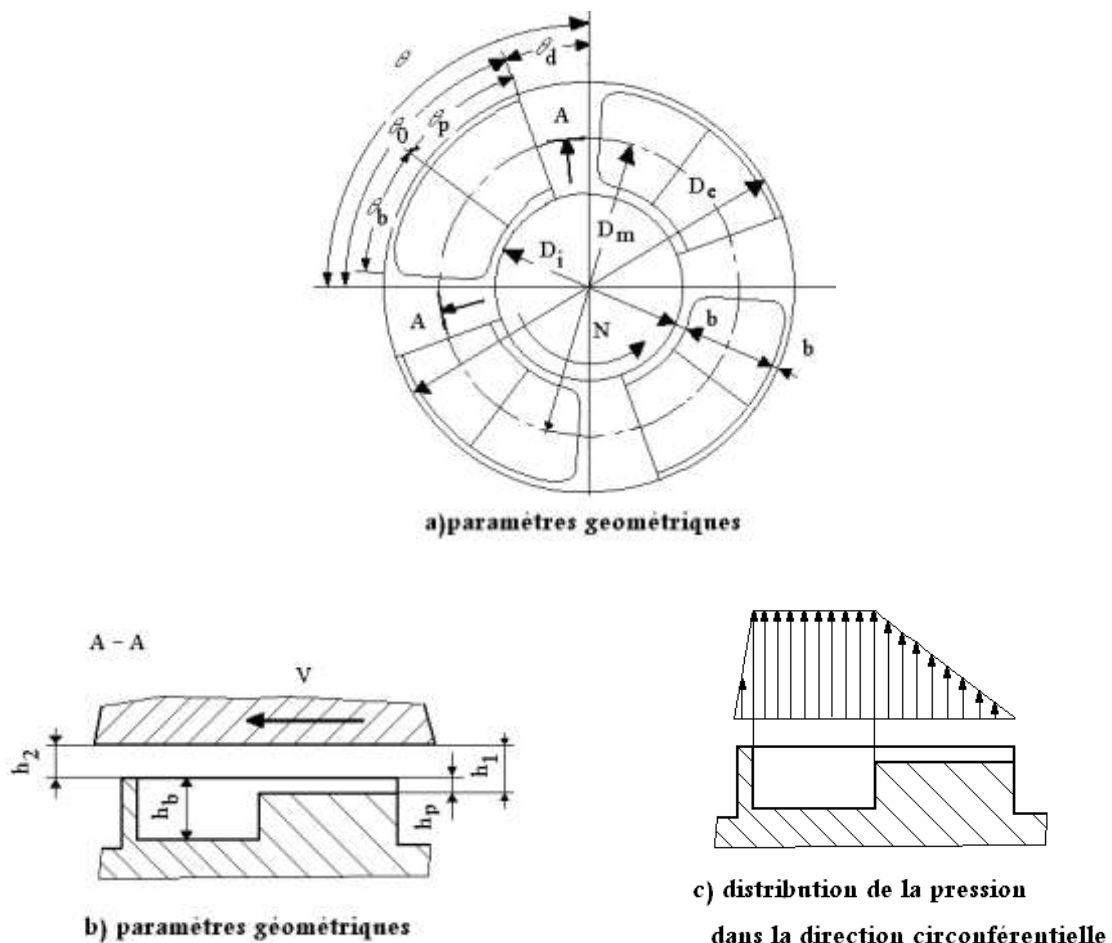 θ
θd
θ0
θp
θb
A
De
Dm
Di
A
N
b
b
a)paramètres geométriques
A – A
V
h2
h1
hb
hp
b) paramètres géométriques
c) distribution de la pression
dans la direction circonférentielle